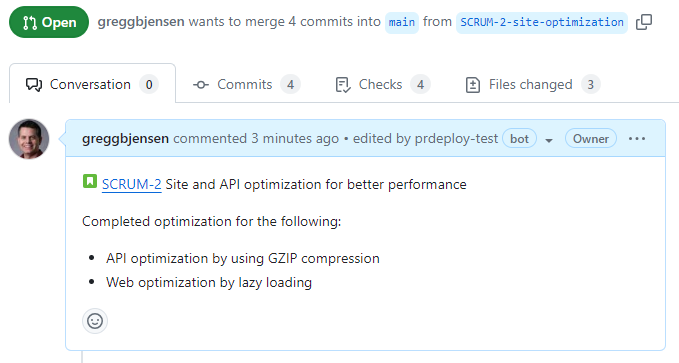 Open greggbjensen wants to merge 4 commits into main from SCRUM-2-site-optimization
Conversation 0 Commits 4 Checks 4 Files changed 3
greggbjensen commented 3 minutes ago • edited by prdeploy-test bot Owner
SCRUM-2 Site and API optimization for better performance
Completed optimization for the following:
• API optimization by using GZIP compression
• Web optimization by lazy loading